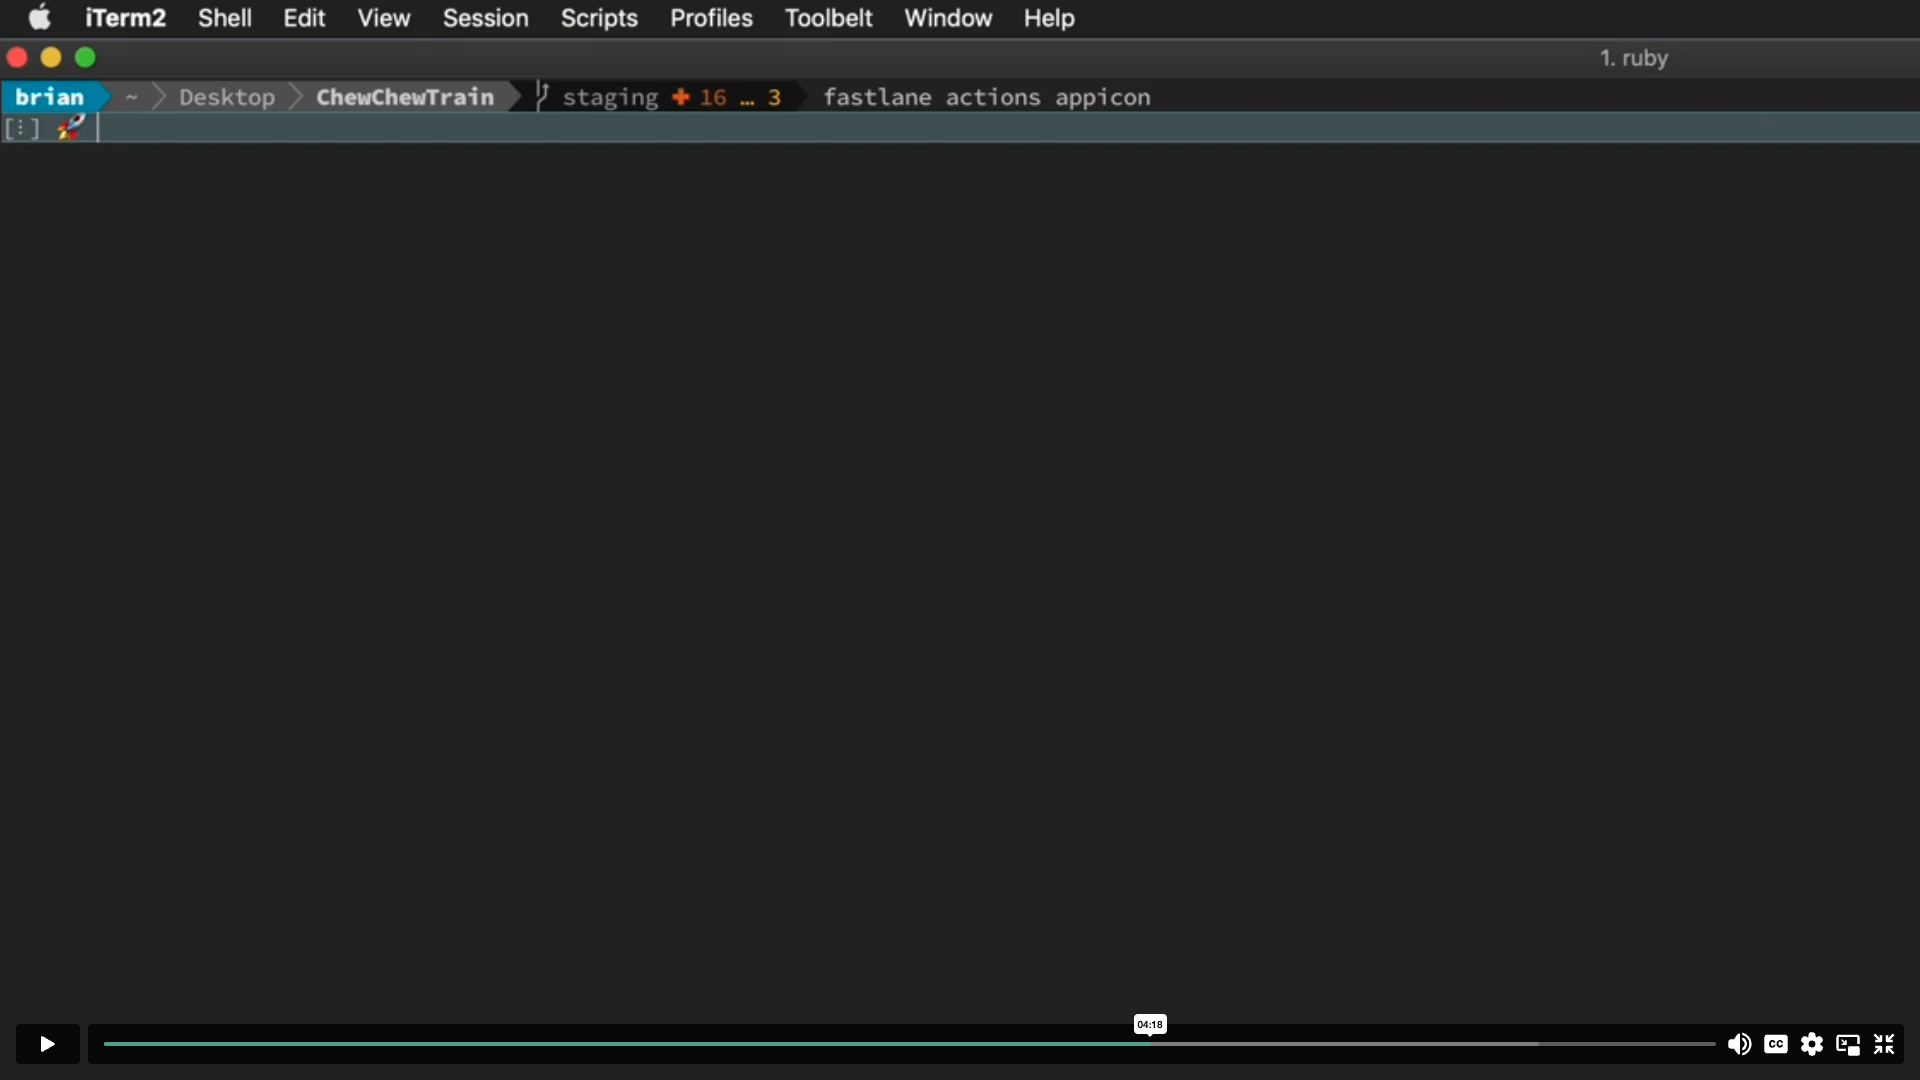 iTerm2 Shell Edit View Session Scripts Profiles Toolbelt Window Help
1. ruby
brian ~ Desktop ChewChewTrain staging ✚ 16 … 3 fastlane actions appicon
[⋮] 🚀
04:18
CC